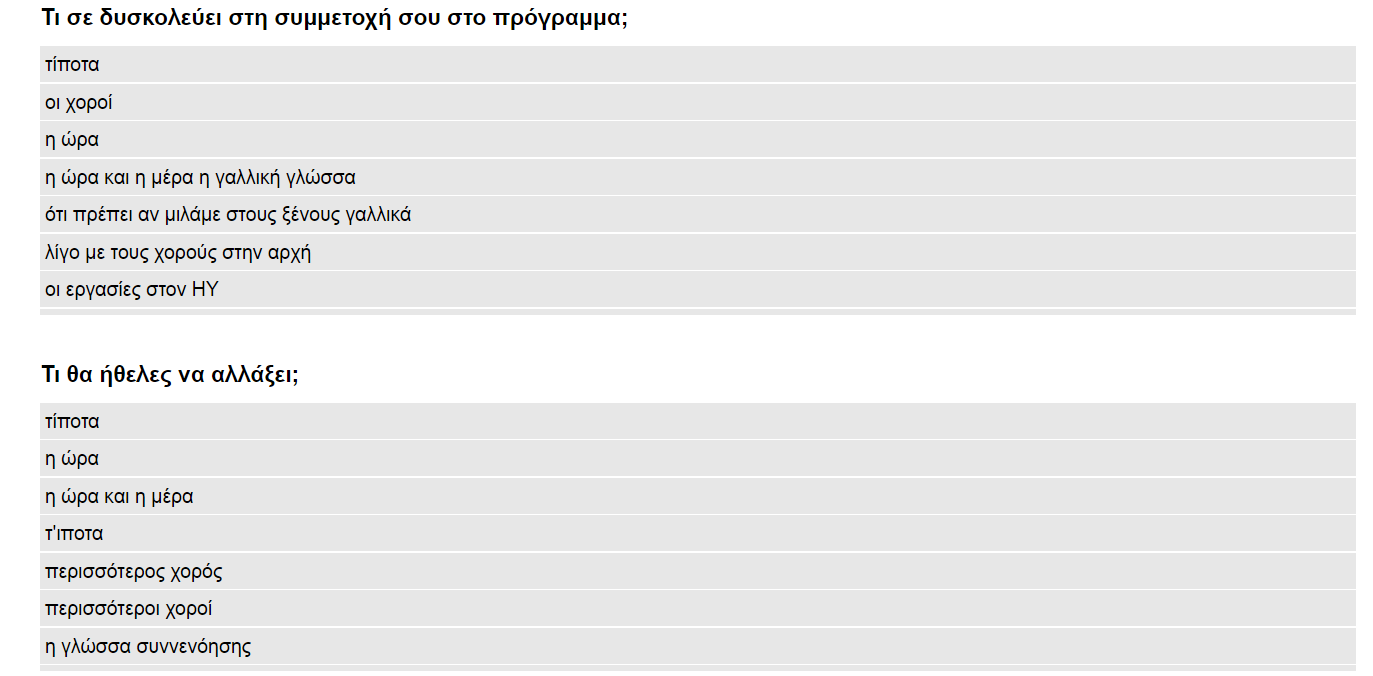 Τι σε δυσκολεύει στη συμμετοχή σου στο πρόγραμμα;
τίποτα
οι χοροί
η ώρα
η ώρα και η μέρα η γαλλική γλώσσα
ότι πρέπει αν μιλάμε στους ξένους γαλλικά
λίγο με τους χορούς στην αρχή
οι εργασίες στον ΗΥ
Τι θα ήθελες να αλλάξει;
τίποτα
η ώρα
η ώρα και η μέρα
τ'ιποτα
περισσότερος χορός
περισσότεροι χοροί
η γλώσσα συννενόησης